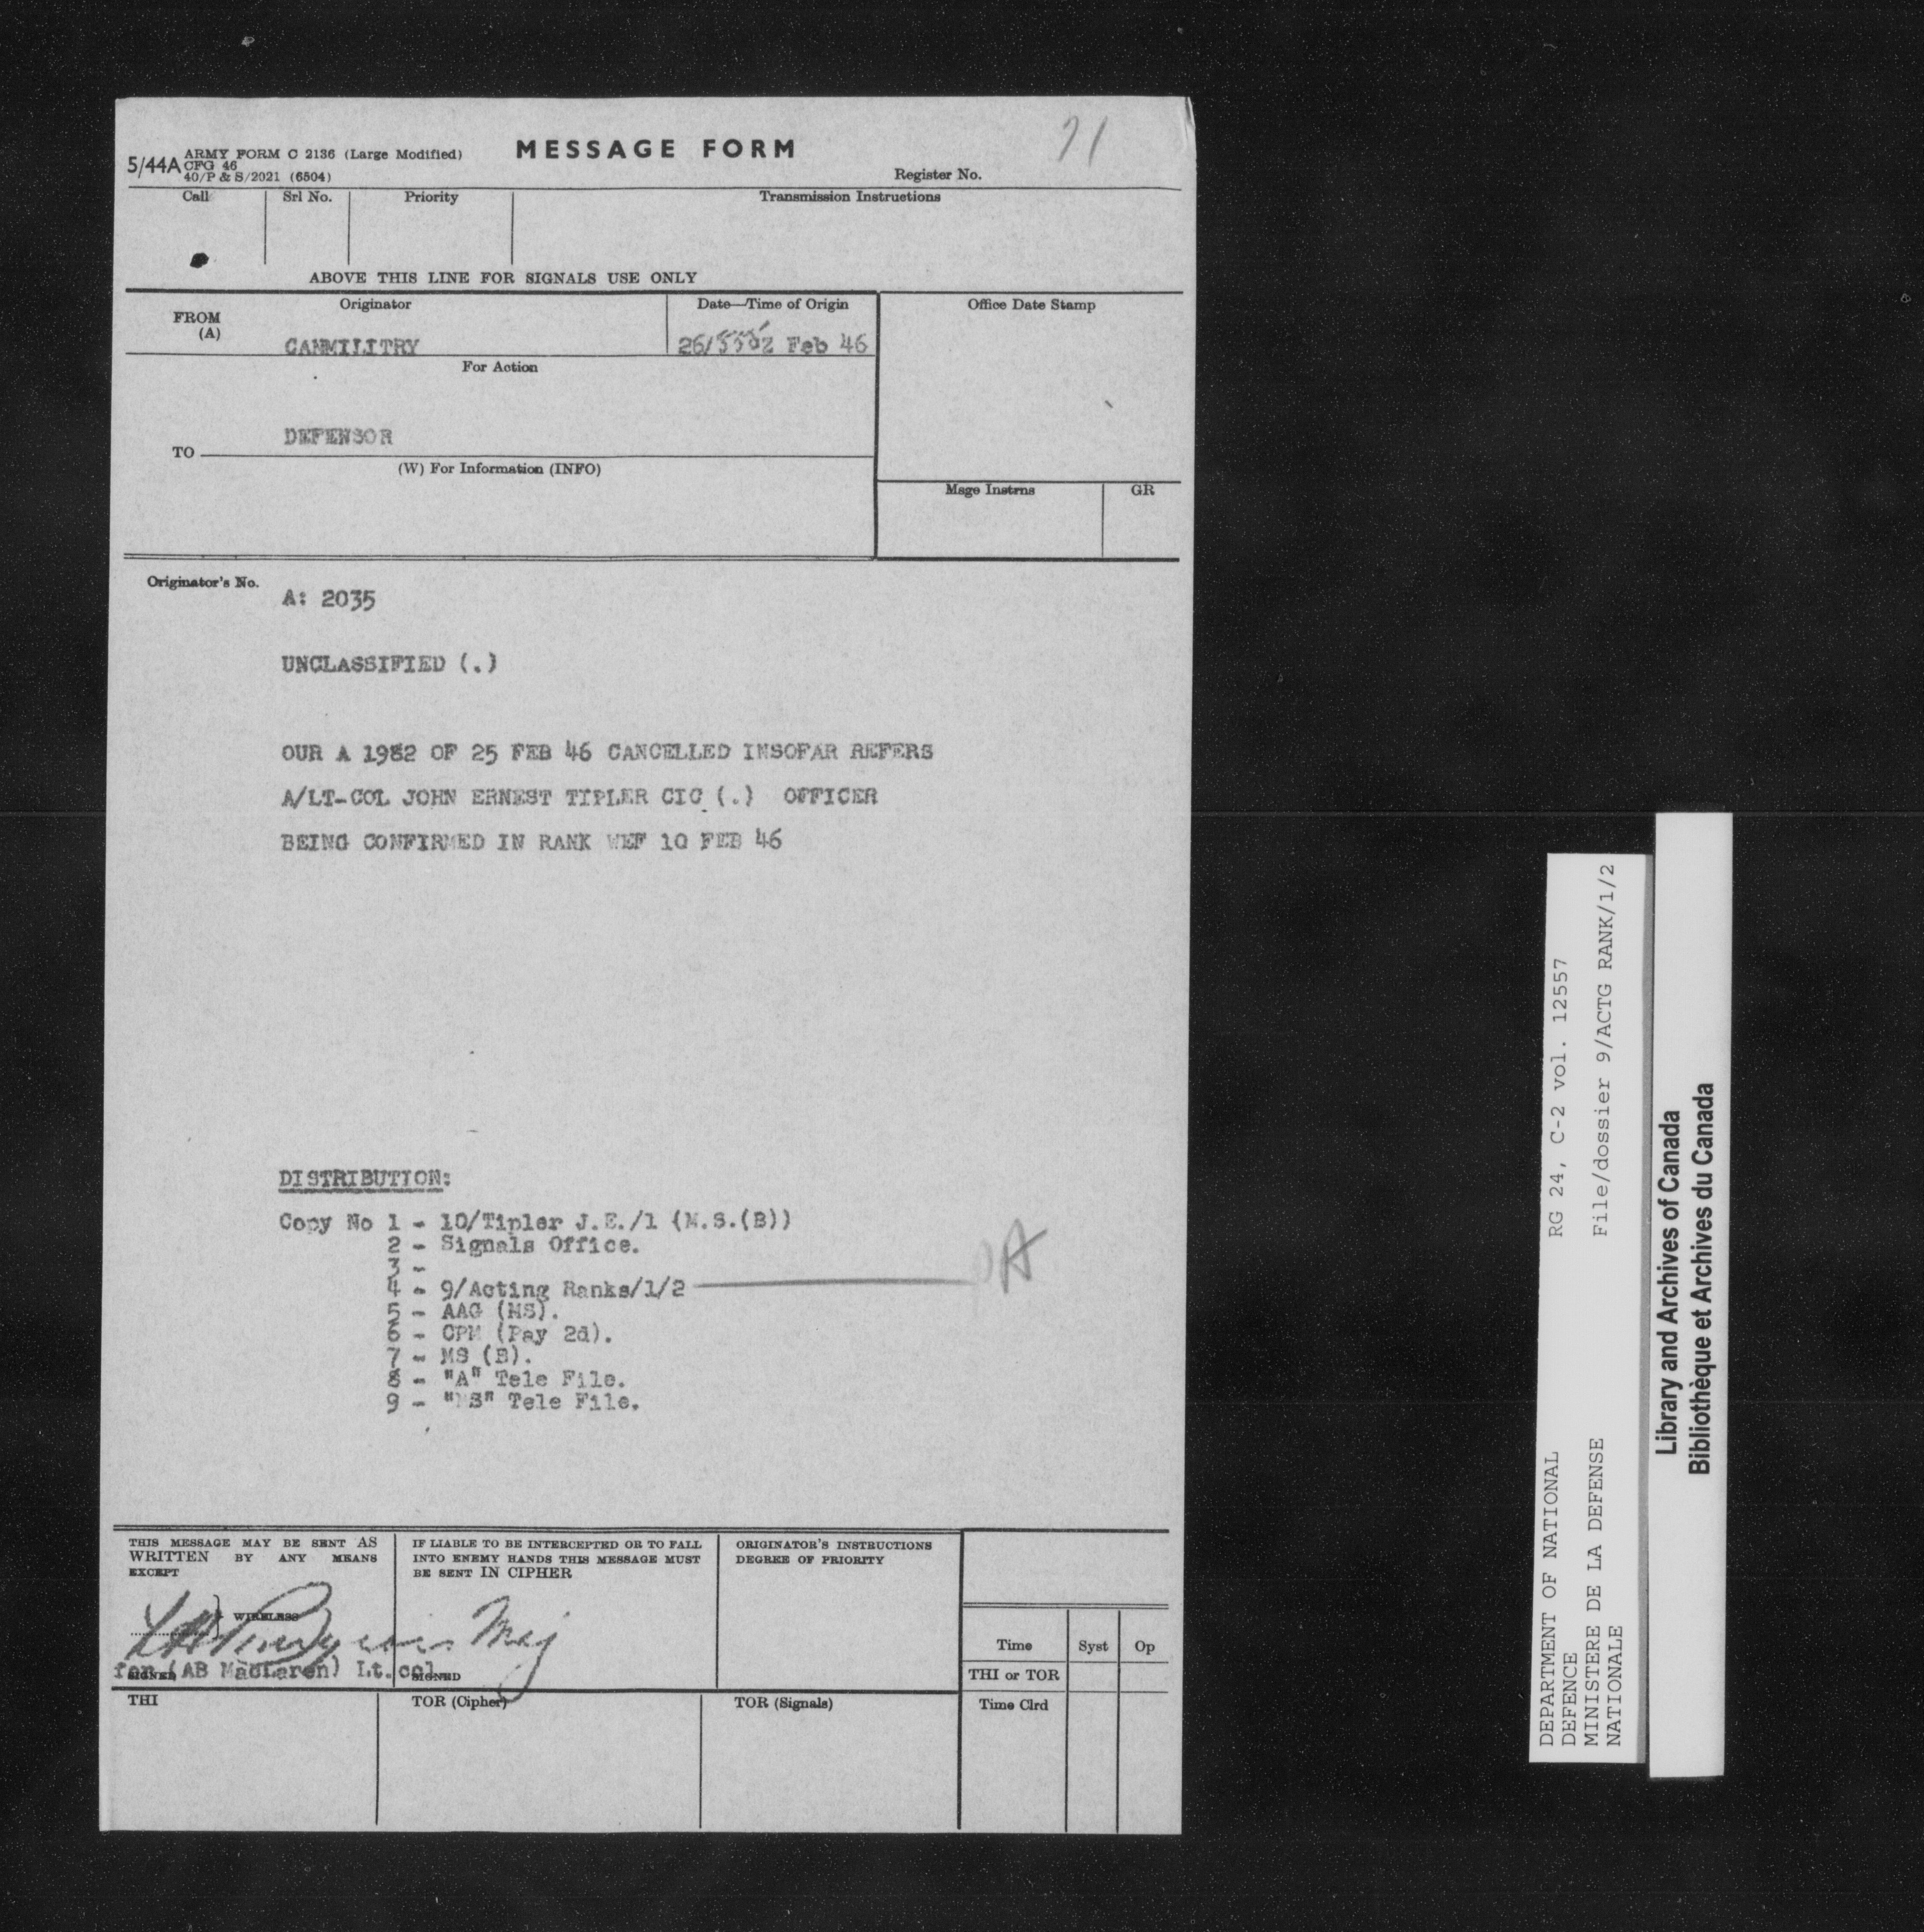 71
5/44A ARMY FORM C 2136 (Large Modified)
CFG 46
40/P & S/2021 (6504)
MESSAGE FORM
Register No.
Call Srl No. Priority Transmission Instructions
ABOVE THIS LINE FOR SIGNALS USE ONLY
FROM (A) Originator Date—Time of Origin Office Date Stamp
CANMILITRY 261550Z Feb 46
For Action
DEFENSOR
TO
(W) For Information (INFO)
Msge Instrns GR
Originator's No.
A: 2035
UNCLASSIFIED (.)
OUR A 1982 OF 25 FEB 46 CANCELLED INSOFAR REFERS
A/LT-COL JOHN ERNEST TIPLER CIC (.) OFFICER
BEING CONFIRMED IN RANK WEF 10 FEB 46
DISTRIBUTION:
Copy No 1 - 10/Tipler J.E./1 (M.S.(B))
2 - Signals Office.
3 -
4 - 9/Acting Ranks/1/2 A
5 - AAG (MS).
6 - CPM (Pay 2d).
7 - MS (B).
8 - "A" Tele File.
9 - "MS" Tele File.
THIS MESSAGE MAY BE SENT AS
WRITTEN BY ANY MEANS
EXCEPT
WIRELESS
SIGNED
IF LIABLE TO BE INTERCEPTED OR TO FALL
INTO ENEMY HANDS THIS MESSAGE MUST
BE SENT IN CIPHER
Maj
SIGNED
for (AB MacLaren) Lt.col
ORIGINATOR'S INSTRUCTIONS
DEGREE OF PRIORITY
Time Syst Op
THI or TOR
Time Clrd
THI TOR (Cipher) TOR (Signals)
DEPARTMENT OF NATIONAL
DEFENCE
MINISTERE DE LA DEFENSE
NATIONALE
RG 24, C-2 vol. 12557
File/dossier 9/ACTG RANK/1/2
Library and Archives of Canada
Bibliothèque et Archives du Canada